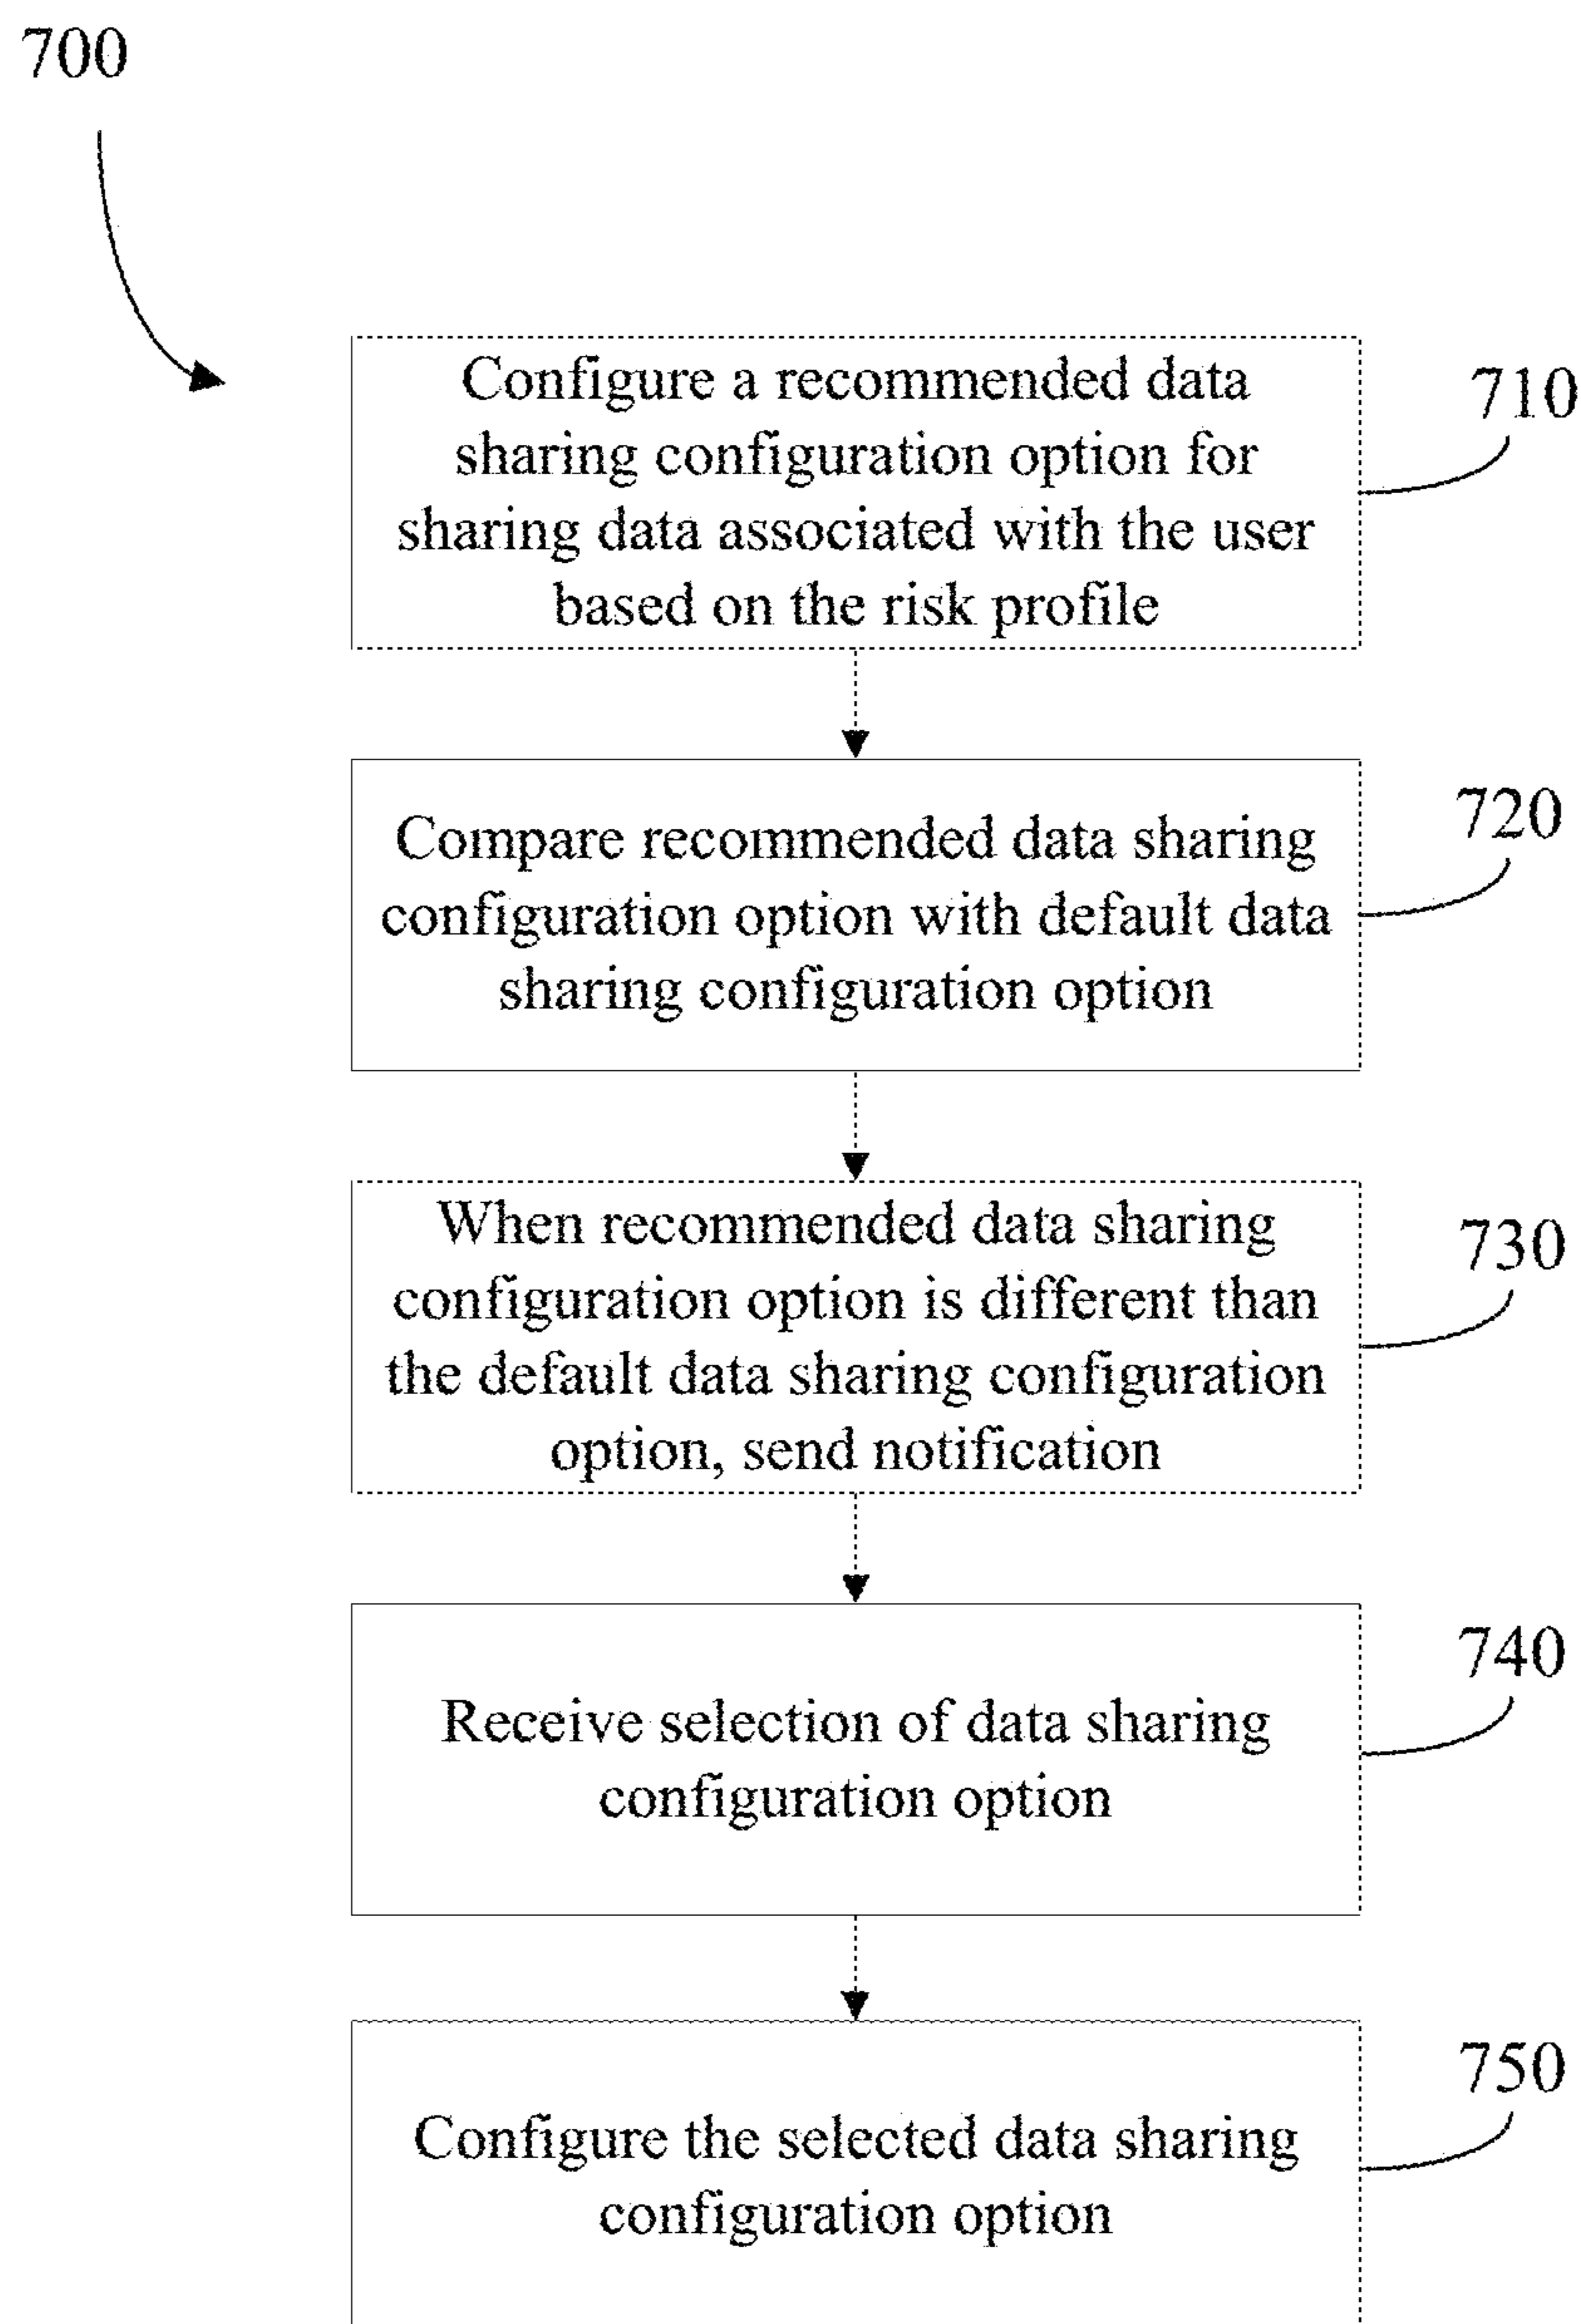 700
Configure a recommended data
sharing configuration option for
sharing data associated with the user
based on the risk profile
710
Compare recommended data sharing
configuration option with default data
sharing configuration option
720
When recommended data sharing
configuration option is different than
the default data sharing configuration
option, send notification
730
Receive selection of data sharing
configuration option
740
Configure the selected data sharing
configuration option
750